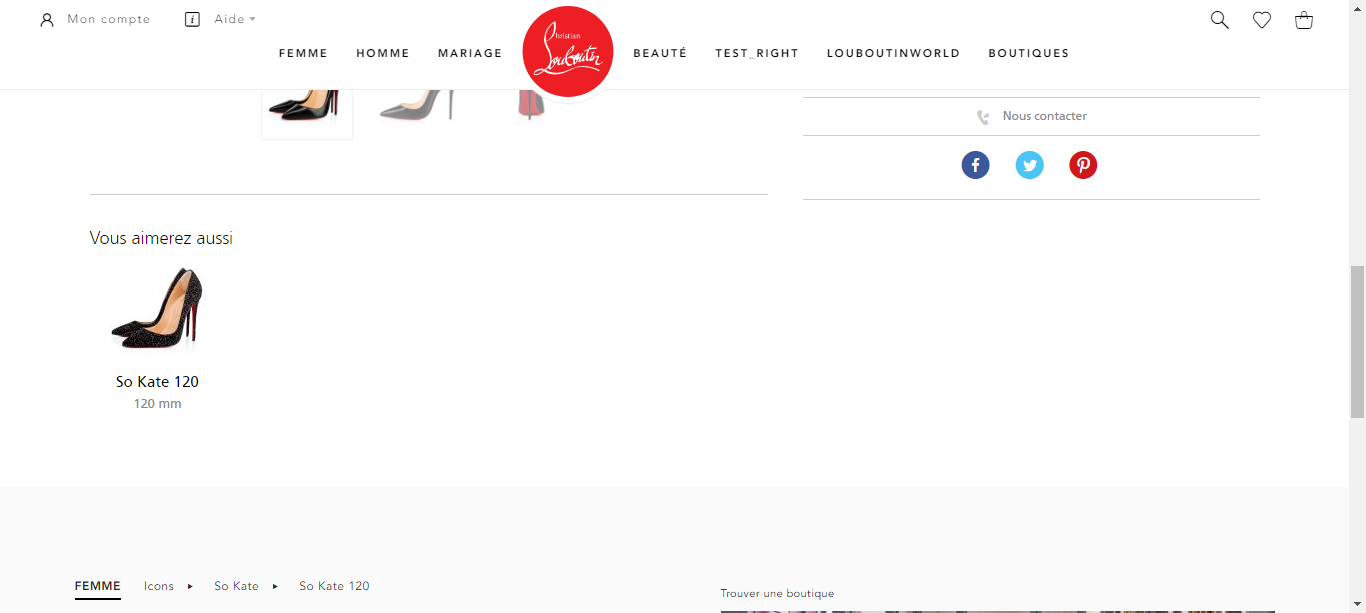 Mon compte
Aide
FEMME HOMME MARIAGE
Christian
Louboutin
BEAUTÉ TEST_RIGHT LOUBOUTINWORLD BOUTIQUES
Nous contacter
Vous aimerez aussi
So Kate 120
120 mm
FEMME Icons So Kate So Kate 120
Trouver une boutique